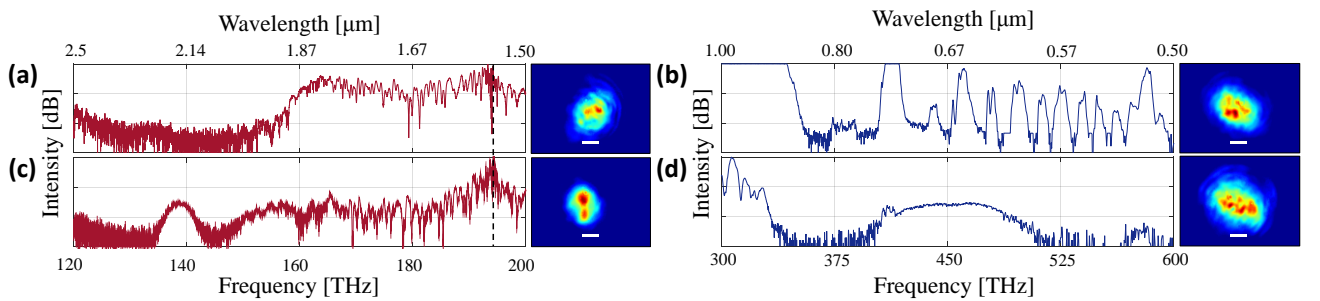 Wavelength [μm]
2.5 2.14 1.87 1.67 1.50
(a)
(c)
Intensity [dB]
120 140 160 180 200
Frequency [THz]
Wavelength [μm]
1.00 0.80 0.67 0.57 0.50
(b)
(d)
Intensity [dB]
300 375 450 525 600
Frequency [THz]